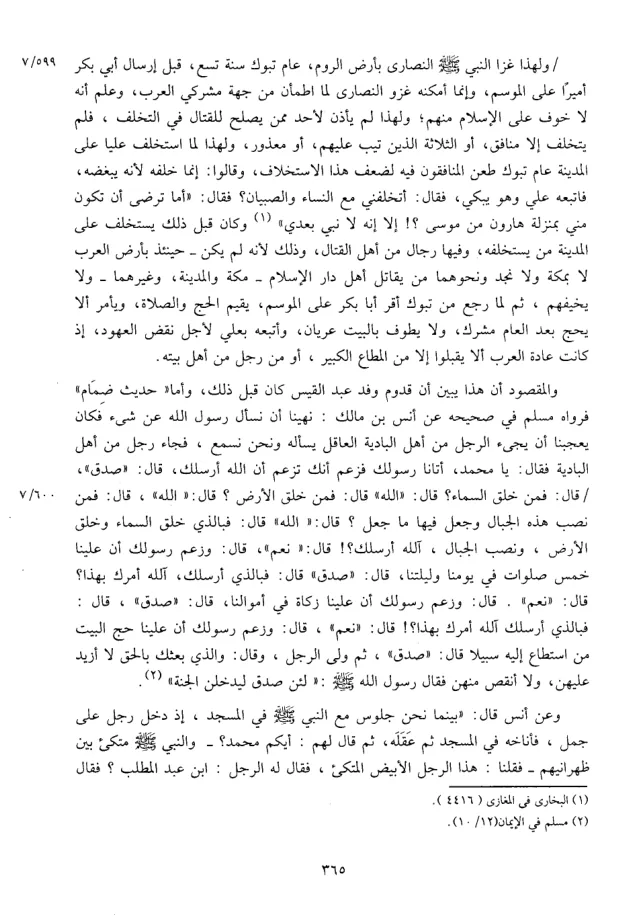 ٧/٥٩٩
/ ولهذا غزا النبي ﷺ النصارى بأرض الروم، عام تبوك سنة تسع، قبل إرسال أبي بكر
أميرًا على الموسم، وإنما أمكنه غزو النصارى لما اطمأن من جهة مشركي العرب، وعلم أنه
لا خوف على الإسلام منهم؛ ولهذا لم يأذن لأحد ممن يصلح للقتال في التخلف ، فلم
يتخلف إلا منافق، أو الثلاثة الذين تيب عليهم، أو معذور، ولهذا لما استخلف عليا على
المدينة عام تبوك طعن المنافقون فيه لضعف هذا الاستخلاف، وقالوا: إنما خلفه لأنه يبغضه،
فاتبعه علي وهو يبكي، فقال: أتخلفني مع النساء والصبيان؟ فقال: «أما ترضى أن تكون
مني بمنزلة هارون من موسى ؟! إلا إنه لا نبي بعدي» (١) وكان قبل ذلك يستخلف على
المدينة من يستخلفه، وفيها رجال من أهل القتال، وذلك لأنه لم يكن ـ حينئذ بأرض العرب
لا بمكة ولا نجد ونحوهما من يقاتل أهل دار الإسلام ـ مكة والمدينة، وغيرهما ـ ولا
يخيفهم ، ثم لما رجع من تبوك أقر أبا بكر على الموسم، يقيم الحج والصلاة، ويأمر ألا
يحج بعد العام مشرك، ولا يطوف بالبيت عريان، وأتبعه بعلي لأجل نقض العهود، إذ
كانت عادة العرب ألا يقبلوا إلا من المطاع الكبير ، أو من رجل من أهل بيته.
والمقصود أن هذا يبين أن قدوم وفد عبد القيس كان قبل ذلك، وأما« حديث ضِمَام»
فرواه مسلم في صحيحه عن أنس بن مالك : نهينا أن نسأل رسول الله عن شىء فكان
يعجبنا أن يجىء الرجل من أهل البادية العاقل يسأله ونحن نسمع ، فجاء رجل من أهل
البادية فقال: يا محمد، أتانا رسولك فزعم أنك تزعم أن الله أرسلك، قال: «صدق»،
٧/٦٠٠
/ قال: فمن خلق السماء؟ قال: «الله» قال: فمن خلق الأرض ؟ قال:« الله» ، قال: فمن
نصب هذه الجبال وجعل فيها ما جعل ؟ قال:« الله» قال: فبالذي خلق السماء وخلق
الأرض ، ونصب الجبال ، آلله أرسلك؟! قال:« نعم»، قال: وزعم رسولك أن علينا
خمس صلوات في يومنا وليلتنا، قال: «صدق» قال: فبالذي أرسلك، آلله أمرك بهذا؟
قال: «نعم» . قال: وزعم رسولك أن علينا زكاة في أموالنا، قال: «صدق» ، قال :
فبالذي أرسلك آلله أمرك بهذا؟! قال: «نعم» ، قال: وزعم رسولك أن علينا حج البيت
من استطاع إليه سبيلا قال: «صدق» ، ثم ولى الرجل ، وقال: والذي بعثك بالحق لا أزيد
عليهن، ولا أنقص منهن فقال رسول الله ﷺ :« لئن صدق ليدخلن الجنة» (٢).
وعن أنس قال: «بينما نحن جلوس مع النبي ﷺ في المسجد ، إذ دخل رجل على
جمل ، فأناخه في المسجد ثم عَقَلَه، ثم قال لهم : أيكم محمد؟ ـ والنبي ﷺ متكئ بين
ظهرانيهم ـ فقلنا : هذا الرجل الأبيض المتكئ ، فقال له الرجل : ابن عبد المطلب ؟ فقال
(١) البخارى فى المغازى ( ٤٤١٦ ).
(٢) مسلم في الإيمان(١٢/ ١٠).
٣٦٥